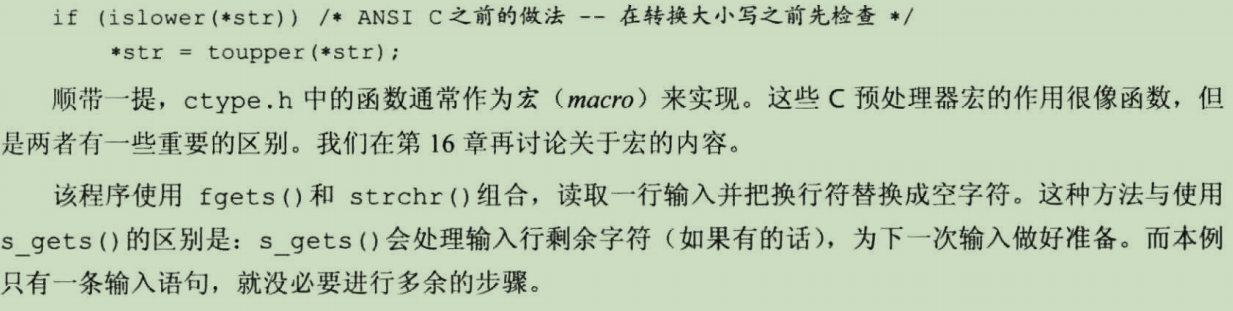 if (islower(*str)) /* ANSI C之前的做法 -- 在转换大小写之前先检查 */
*str = toupper(*str);
顺带一提，ctype.h 中的函数通常作为宏（macro）来实现。这些 C 预处理器宏的作用很像函数，但
是两者有一些重要的区别。我们在第 16 章再讨论关于宏的内容。
该程序使用 fgets()和 strchr()组合，读取一行输入并把换行符替换成空字符。这种方法与使用
s_gets()的区别是：s_gets()会处理输入行剩余字符（如果有的话），为下一次输入做好准备。而本例
只有一条输入语句，就没必要进行多余的步骤。